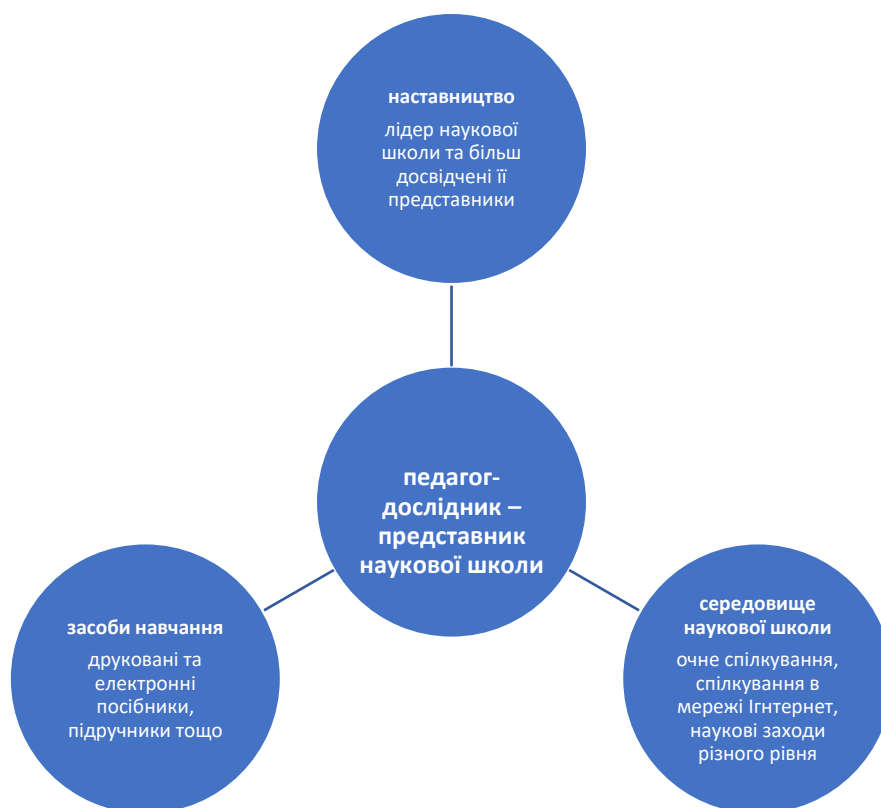 наставництво
лідер наукової
школи та більш
досвідчені її
представники
педагог-
дослідник –
представник
наукової школи
засоби навчання
друковані та
електронні
посібники,
підручники тощо
середовище
наукової школи
очне спілкування,
спілкування в
мережі Ігнтернет,
наукові заходи
різного рівня